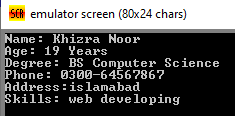 emulator screen (80x24 chars)
Name: Khizra Noor
Age: 19 Years
Degree: BS Computer Science
Phone: 0300-64567867
Address:islamabad
Skills: web developing